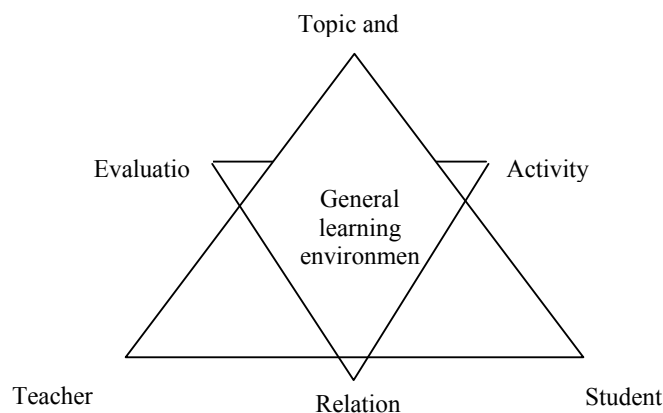 Topic and
Evaluatio
Activity
General
learning
environmen
Teacher
Relation
Student